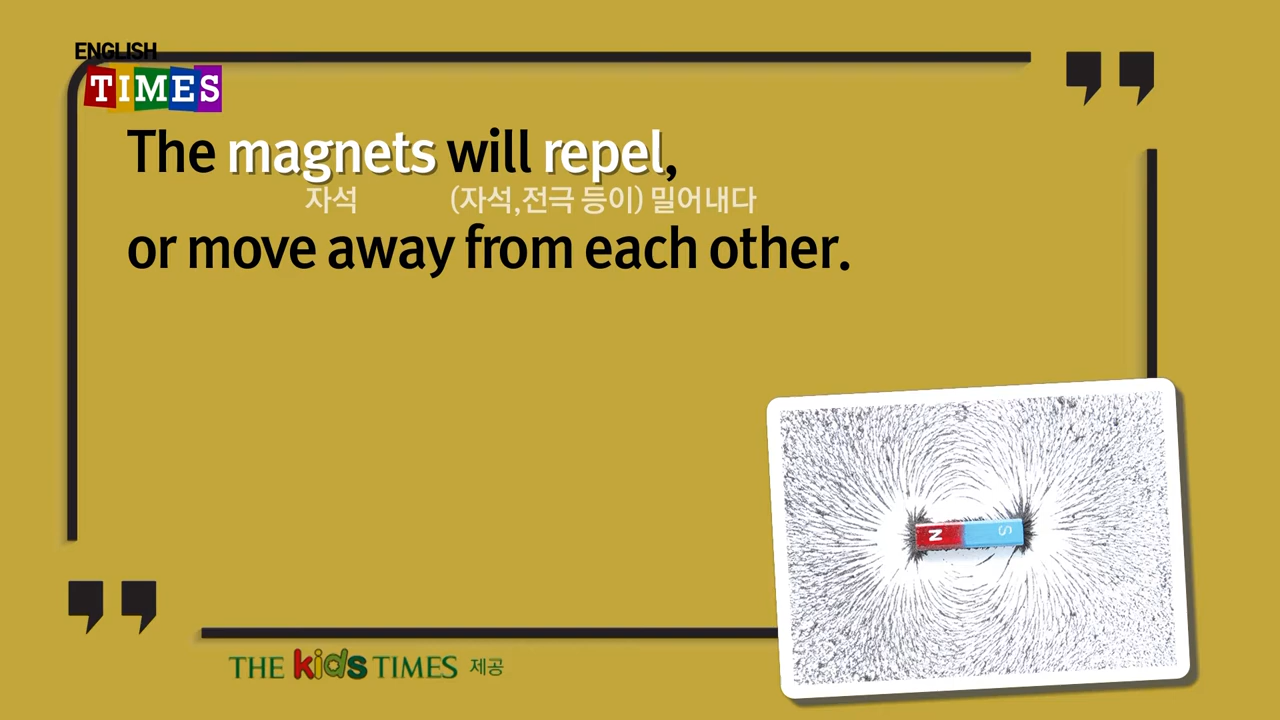 ENGLISH
TIMES
The magnets will repel,
자석 (자석,전극 등이) 밀어내다
or move away from each other.
N S
THE kids TIMES 제공